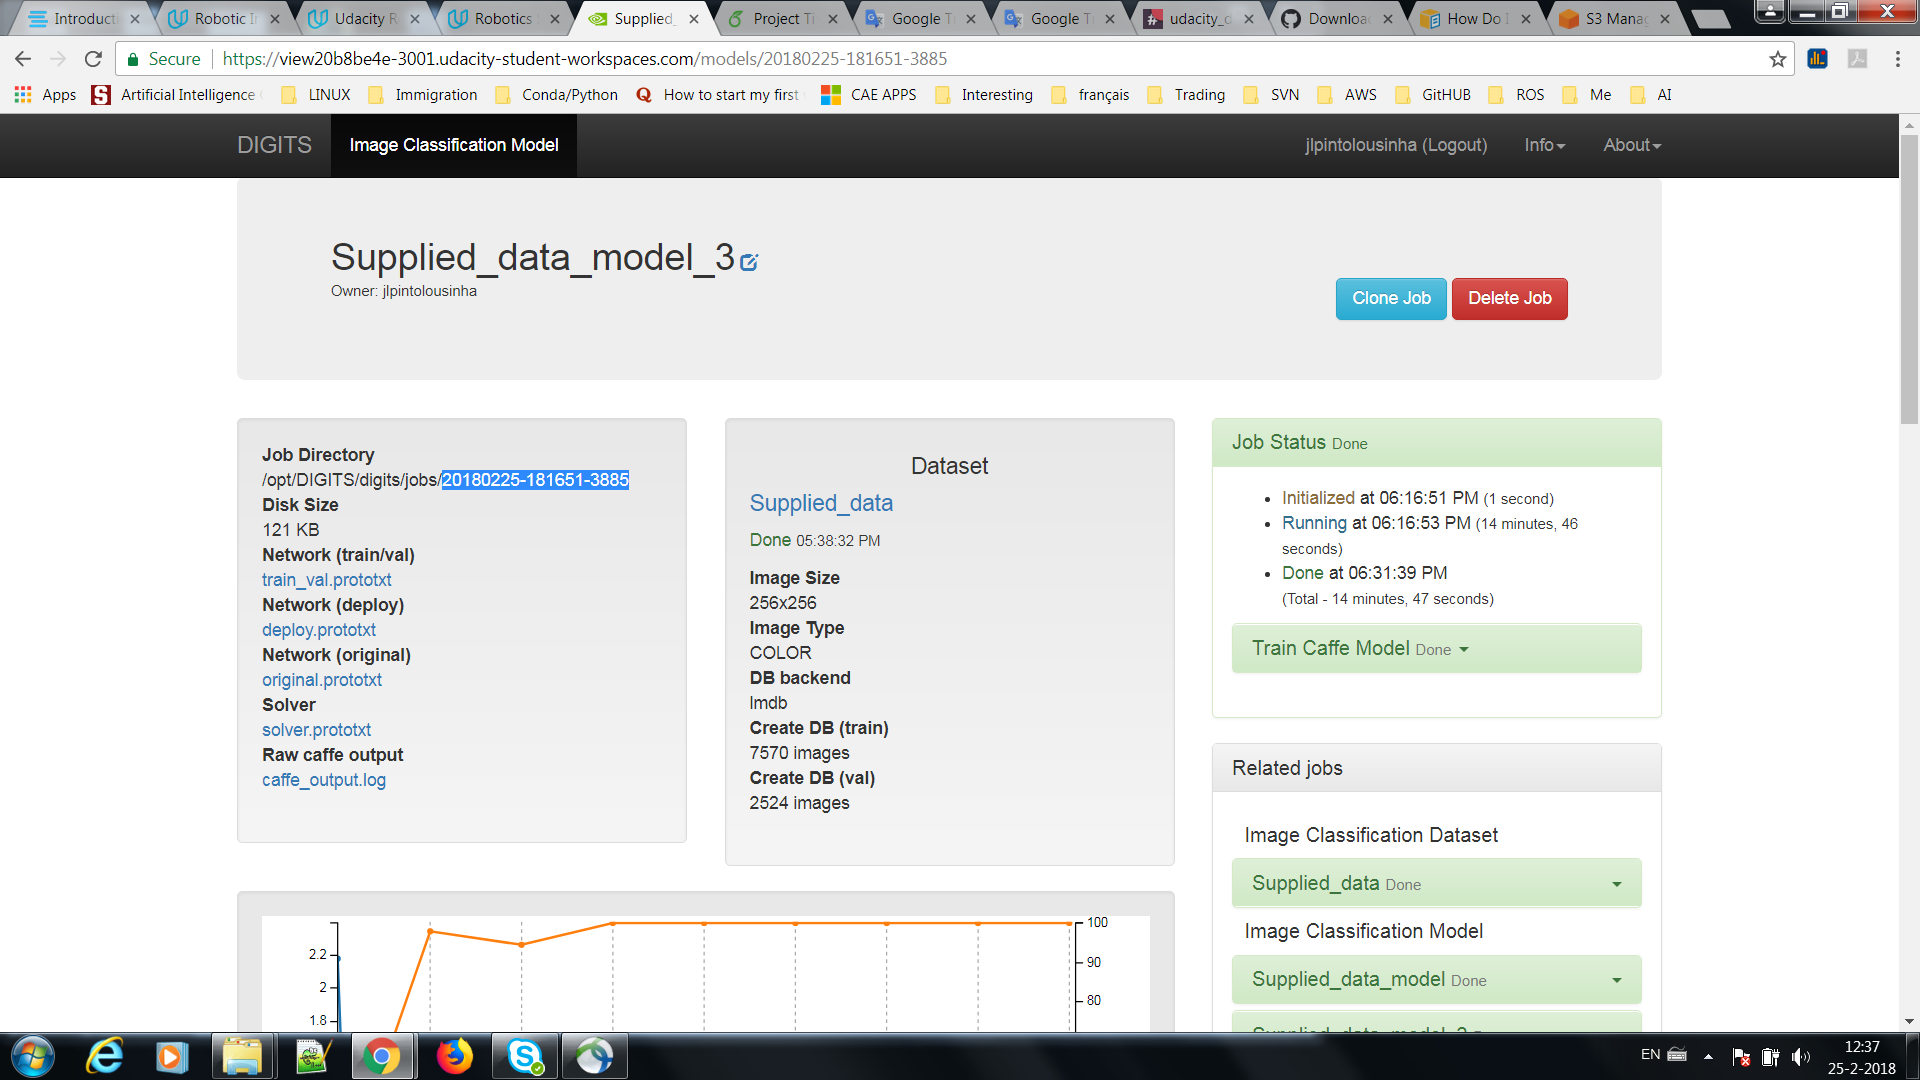 Introducti
Robotic In
Udacity R
Robotics
Supplied_
Project Ti
Google Tr
Google Tr
udacity_d
Downloa
How Do I
S3 Manag
Secure https://view20b8be4e-3001.udacity-student-workspaces.com/models/20180225-181651-3885
Apps Artificial Intelligence LINUX Immigration Conda/Python How to start my first CAE APPS Interesting français Trading SVN AWS GitHUB ROS Me AI
DIGITS Image Classification Model jlpintolousinha (Logout) Info About
Supplied_data_model_3
Owner: jlpintolousinha
Clone Job Delete Job
Job Directory
/opt/DIGITS/digits/jobs/20180225-181651-3885
Disk Size
121 KB
Network (train/val)
train_val.prototxt
Network (deploy)
deploy.prototxt
Network (original)
original.prototxt
Solver
solver.prototxt
Raw caffe output
caffe_output.log
Dataset
Supplied_data
Done 05:38:32 PM
Image Size
256x256
Image Type
COLOR
DB backend
lmdb
Create DB (train)
7570 images
Create DB (val)
2524 images
Job Status Done
Initialized at 06:16:51 PM (1 second)
Running at 06:16:53 PM (14 minutes, 46
seconds)
Done at 06:31:39 PM
(Total - 14 minutes, 47 seconds)
Train Caffe Model Done
Related jobs
Image Classification Dataset
Supplied_data Done
Image Classification Model
Supplied_data_model Done
2.2
2
1.8
100
90
80
EN
12:37
25-2-2018